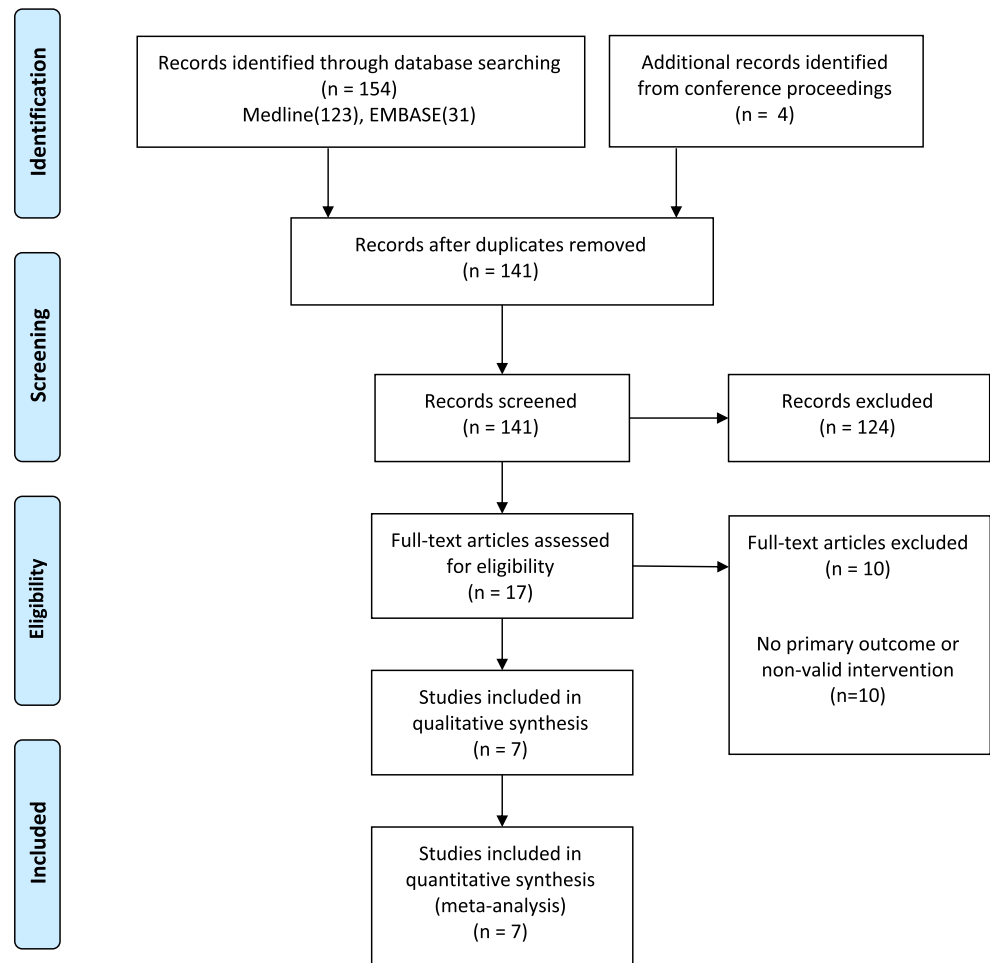 Identification
Records identified through database searching
(n = 154)
Medline(123), EMBASE(31)
Additional records identified
from conference proceedings
(n = 4)
Records after duplicates removed
(n = 141)
Screening
Records screened
(n = 141)
Records excluded
(n = 124)
Eligibility
Full-text articles assessed
for eligibility
(n = 17)
Full-text articles excluded
(n = 10)
No primary outcome or
non-valid intervention
(n=10)
Studies included in
qualitative synthesis
(n = 7)
Included
Studies included in
quantitative synthesis
(meta-analysis)
(n = 7)